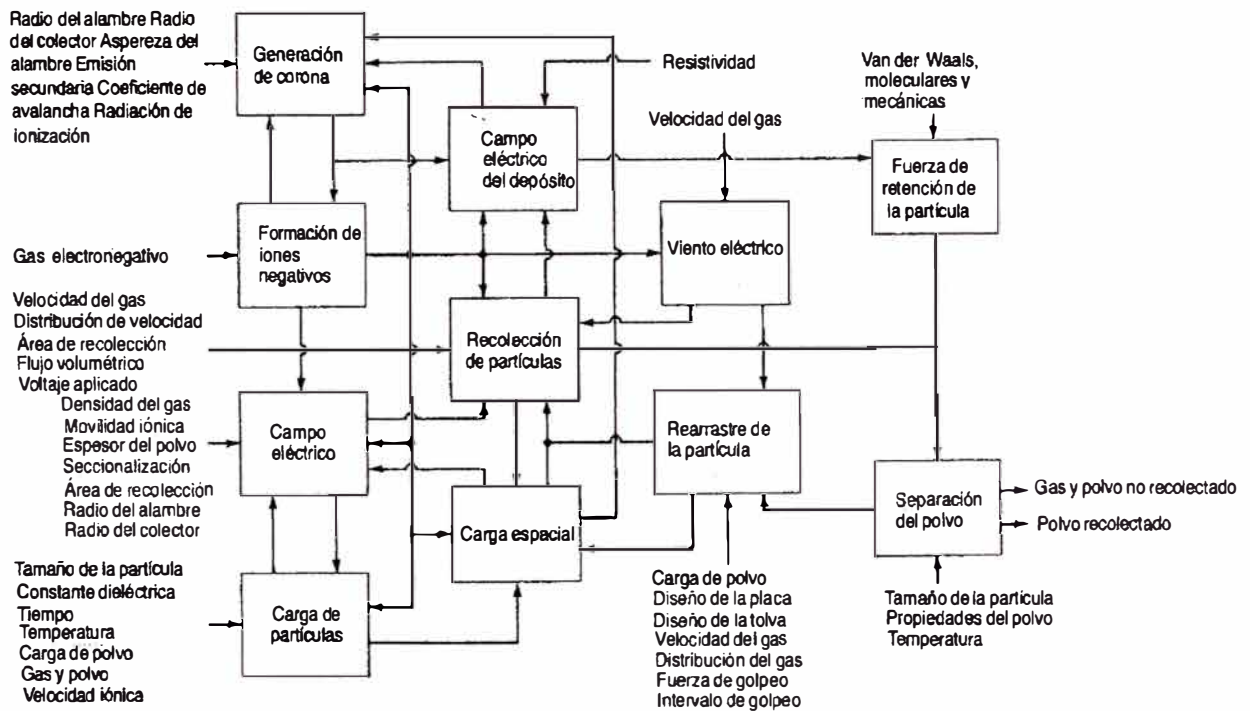 Radio del alambre Radio
del colector Aspereza del
alambre Emisión
secundaria Coeficiente de
avalancha Radiación de
ionización
Generación
de corona
Resistividad
Van der Waals,
moleculares y
mecánicas
Velocidad del gas
Campo
eléctrico
del depósito
Fuerza de
retención de
la partícula
Gas electronegativo
Formación de
iones
negativos
Viento eléctrico
Velocidad del gas
Distribución de velocidad
Área de recolección
Flujo volumétrico
Voltaje aplicado
Densidad del gas
Movilidad iónica
Espesor del polvo
Seccionalización
Área de recolección
Radio del alambre
Radio del colector
Recolección
de partículas
Campo
eléctrico
Rearrastre de
la partícula
Carga espacial
Separación
del polvo
Gas y polvo no recolectado
Polvo recolectado
Tamaño de la partícula
Constante dieléctrica
Tiempo
Temperatura
Carga de polvo
Gas y polvo
Velocidad iónica
Carga de
partículas
Carga de polvo
Diseño de la placa
Diseño de la tolva
Velocidad del gas
Distribución del gas
Fuerza de golpeo
Intervalo de golpeo
Tamaño de la partícula
Propiedades del polvo
Temperatura